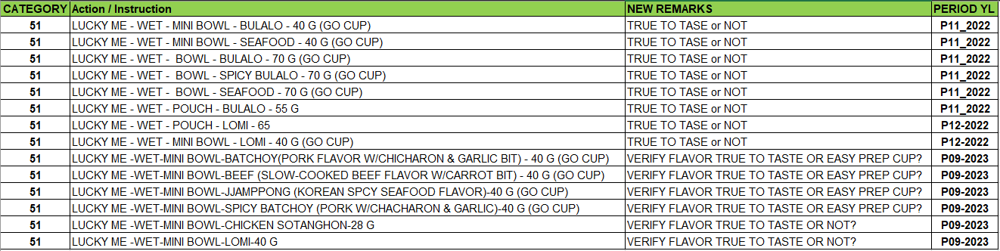 CATEGORY Action / Instruction NEW REMARKS PERIOD YL
51 LUCKY ME - WET - MINI BOWL - BULALO - 40 G (GO CUP) TRUE TO TASE or NOT P11_2022
51 LUCKY ME - WET - MINI BOWL - SEAFOOD - 40 G (GO CUP) TRUE TO TASE or NOT P11_2022
51 LUCKY ME - WET -  BOWL - BULALO - 70 G (GO CUP) TRUE TO TASE or NOT P11_2022
51 LUCKY ME - WET -  BOWL - SPICY BULALO - 70 G (GO CUP) TRUE TO TASE or NOT P11_2022
51 LUCKY ME - WET -  BOWL - SEAFOOD - 70 G (GO CUP) TRUE TO TASE or NOT P11_2022
51 LUCKY ME - WET - POUCH - BULALO - 55 G TRUE TO TASE or NOT P11_2022
51 LUCKY ME - WET - POUCH - LOMI - 65 TRUE TO TASE or NOT P12-2022
51 LUCKY ME - WET - MINI BOWL - LOMI - 40 G (GO CUP) TRUE TO TASE or NOT P12-2022
51 LUCKY ME -WET-MINI BOWL-BATCHOY(PORK FLAVOR W/CHICHARON & GARLIC BIT) - 40 G (GO CUP) VERIFY FLAVOR TRUE TO TASTE OR EASY PREP CUP? P09-2023
51 LUCKY ME -WET-MINI BOWL-BEEF (SLOW-COOKED BEEF FLAVOR W/CARROT BIT) - 40 G (GO CUP) VERIFY FLAVOR TRUE TO TASTE OR EASY PREP CUP? P09-2023
51 LUCKY ME -WET-MINI BOWL-JJAMPPONG (KOREAN SPCY SEAFOOD FLAVOR)-40 G (GO CUP) VERIFY FLAVOR TRUE TO TASTE OR EASY PREP CUP? P09-2023
51 LUCKY ME -WET-MINI BOWL-SPICY BATCHOY (PORK W/CHACHARON & GARLIC)-40 G (GO CUP) VERIFY FLAVOR TRUE TO TASTE OR EASY PREP CUP? P09-2023
51 LUCKY ME -WET-MINI BOWL-CHICKEN SOTANGHON-28 G VERIFY FLAVOR TRUE TO TASTE OR NOT? P09-2023
51 LUCKY ME -WET-MINI BOWL-LOMI-40 G VERIFY FLAVOR TRUE TO TASTE OR NOT? P09-2023